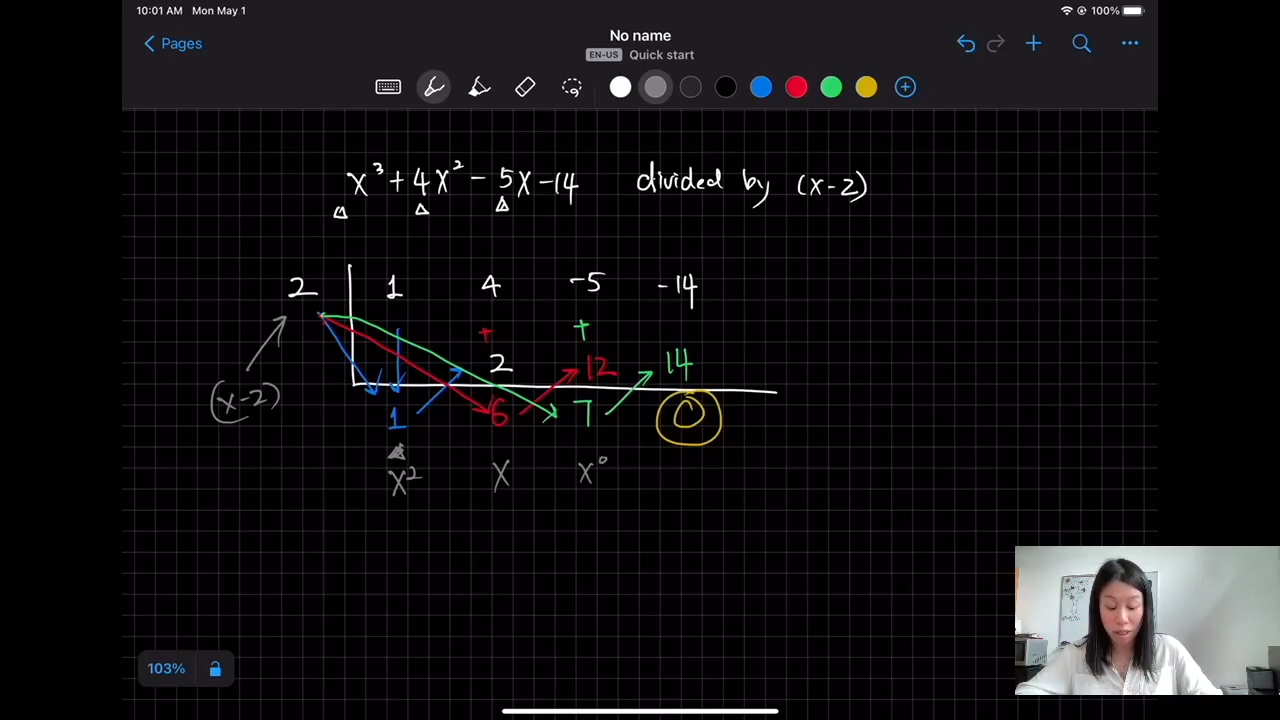 10:01 AM Mon May 1 100%
Pages
No name
EN-US Quick start
x³ + 4x² - 5x - 14 divided by (x-2)
2 1 4 -5 -14
+ +
2 12 14
(x-2)
1 6 7 0
x² x x⁰
103%